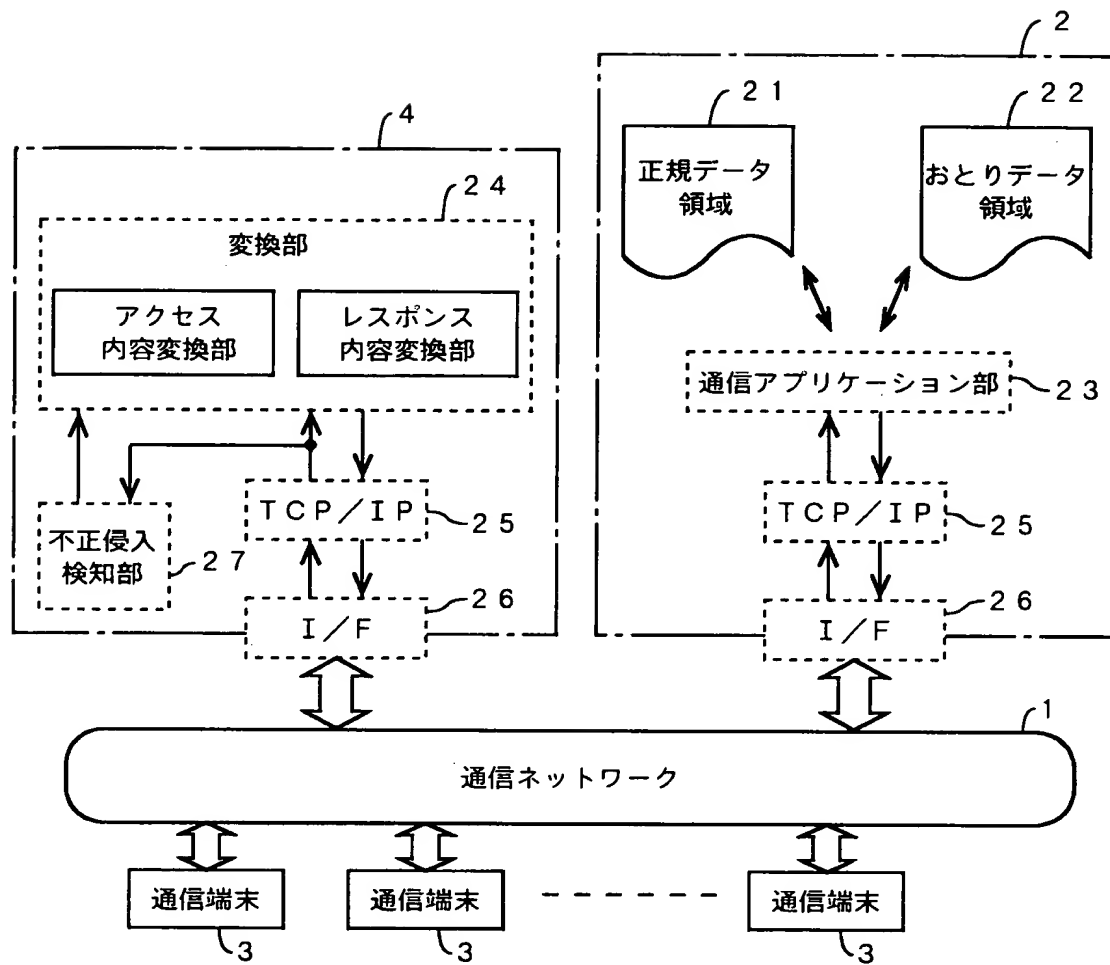 2
4
21
22
正規データ
領域
おとりデータ
領域
24
変換部
アクセス
内容変換部
レスポンス
内容変換部
通信アプリケーション部
23
TCP/IP
25
TCP/IP
25
不正侵入
検知部
27
I/F
26
I/F
26
1
通信ネットワーク
通信端末
通信端末
通信端末
3
3
3